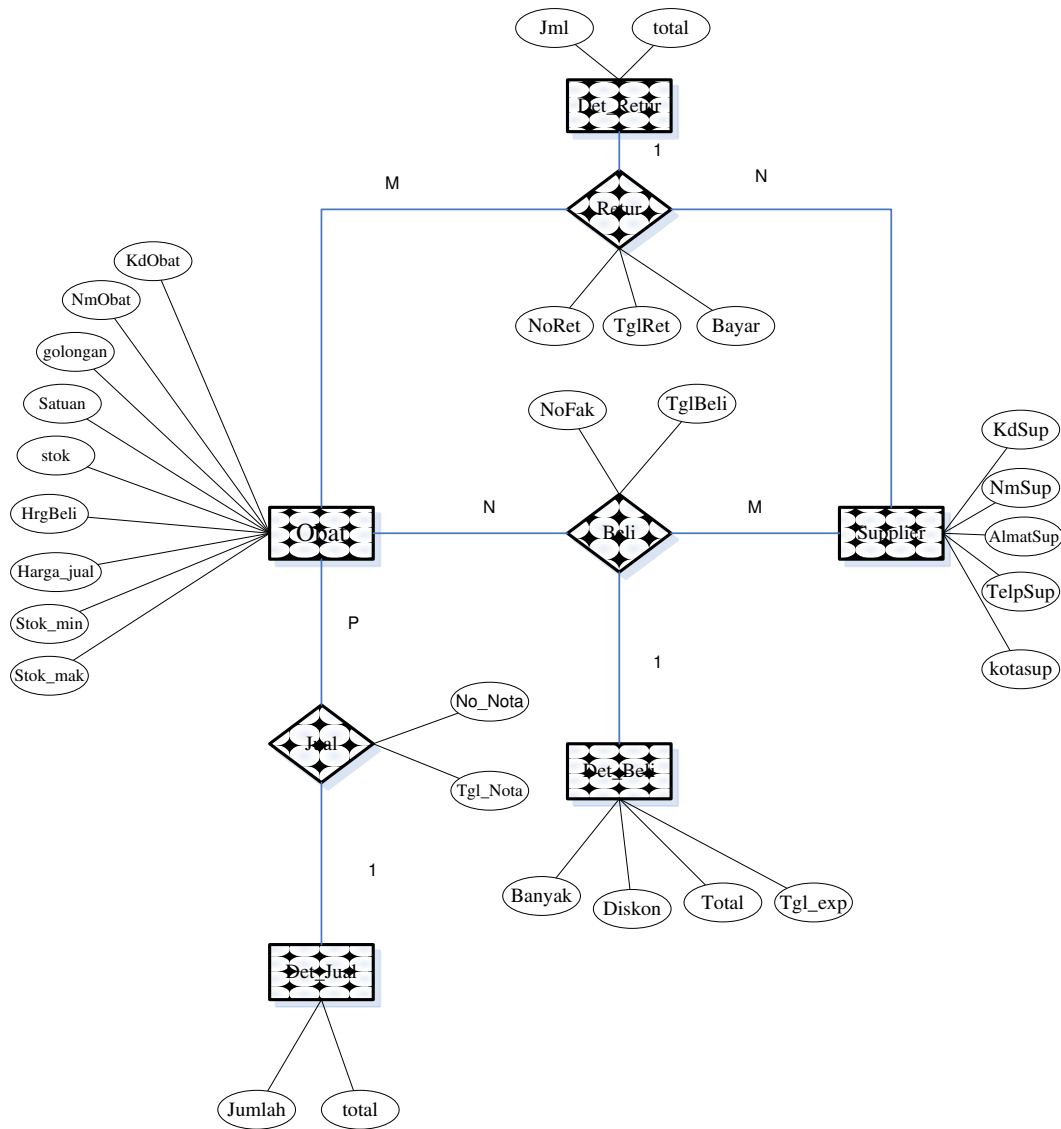 Jml
total
Det_Retur
1
M
N
Retur
KdObat
NmObat
golongan
Satuan
stok
HrgBeli
Harga_jual
Stok_min
Stok_mak
NoRet
TglRet
Bayar
NoFak
TglBeli
Obat
N
Beli
M
Supplier
KdSup
NmSup
AlmatSup
TelpSup
kotasup
P
1
No_Nota
Jual
Tgl_Nota
Det_Beli
Banyak
Diskon
Total
Tgl_exp
1
Det_Jual
Jumlah
total